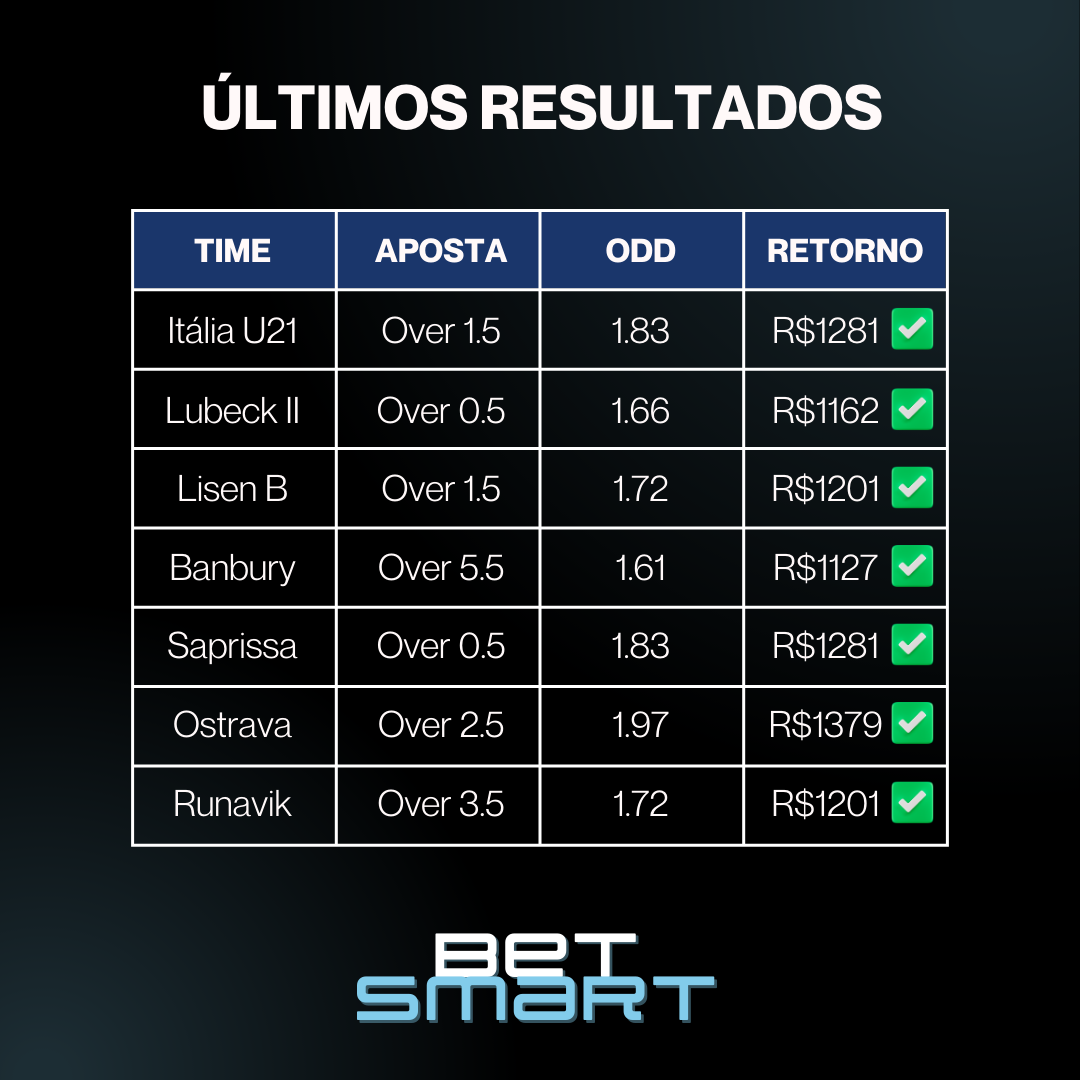 ÚLTIMOS RESULTADOS
TIME APOSTA ODD RETORNO
Itália U21 Over 1.5 1.83 R$1281 ✅
Lubeck II Over 0.5 1.66 R$1162 ✅
Lisen B Over 1.5 1.72 R$1201 ✅
Banbury Over 5.5 1.61 R$1127 ✅
Saprissa Over 0.5 1.83 R$1281 ✅
Ostrava Over 2.5 1.97 R$1379 ✅
Runavik Over 3.5 1.72 R$1201 ✅
BeT
SmaRT